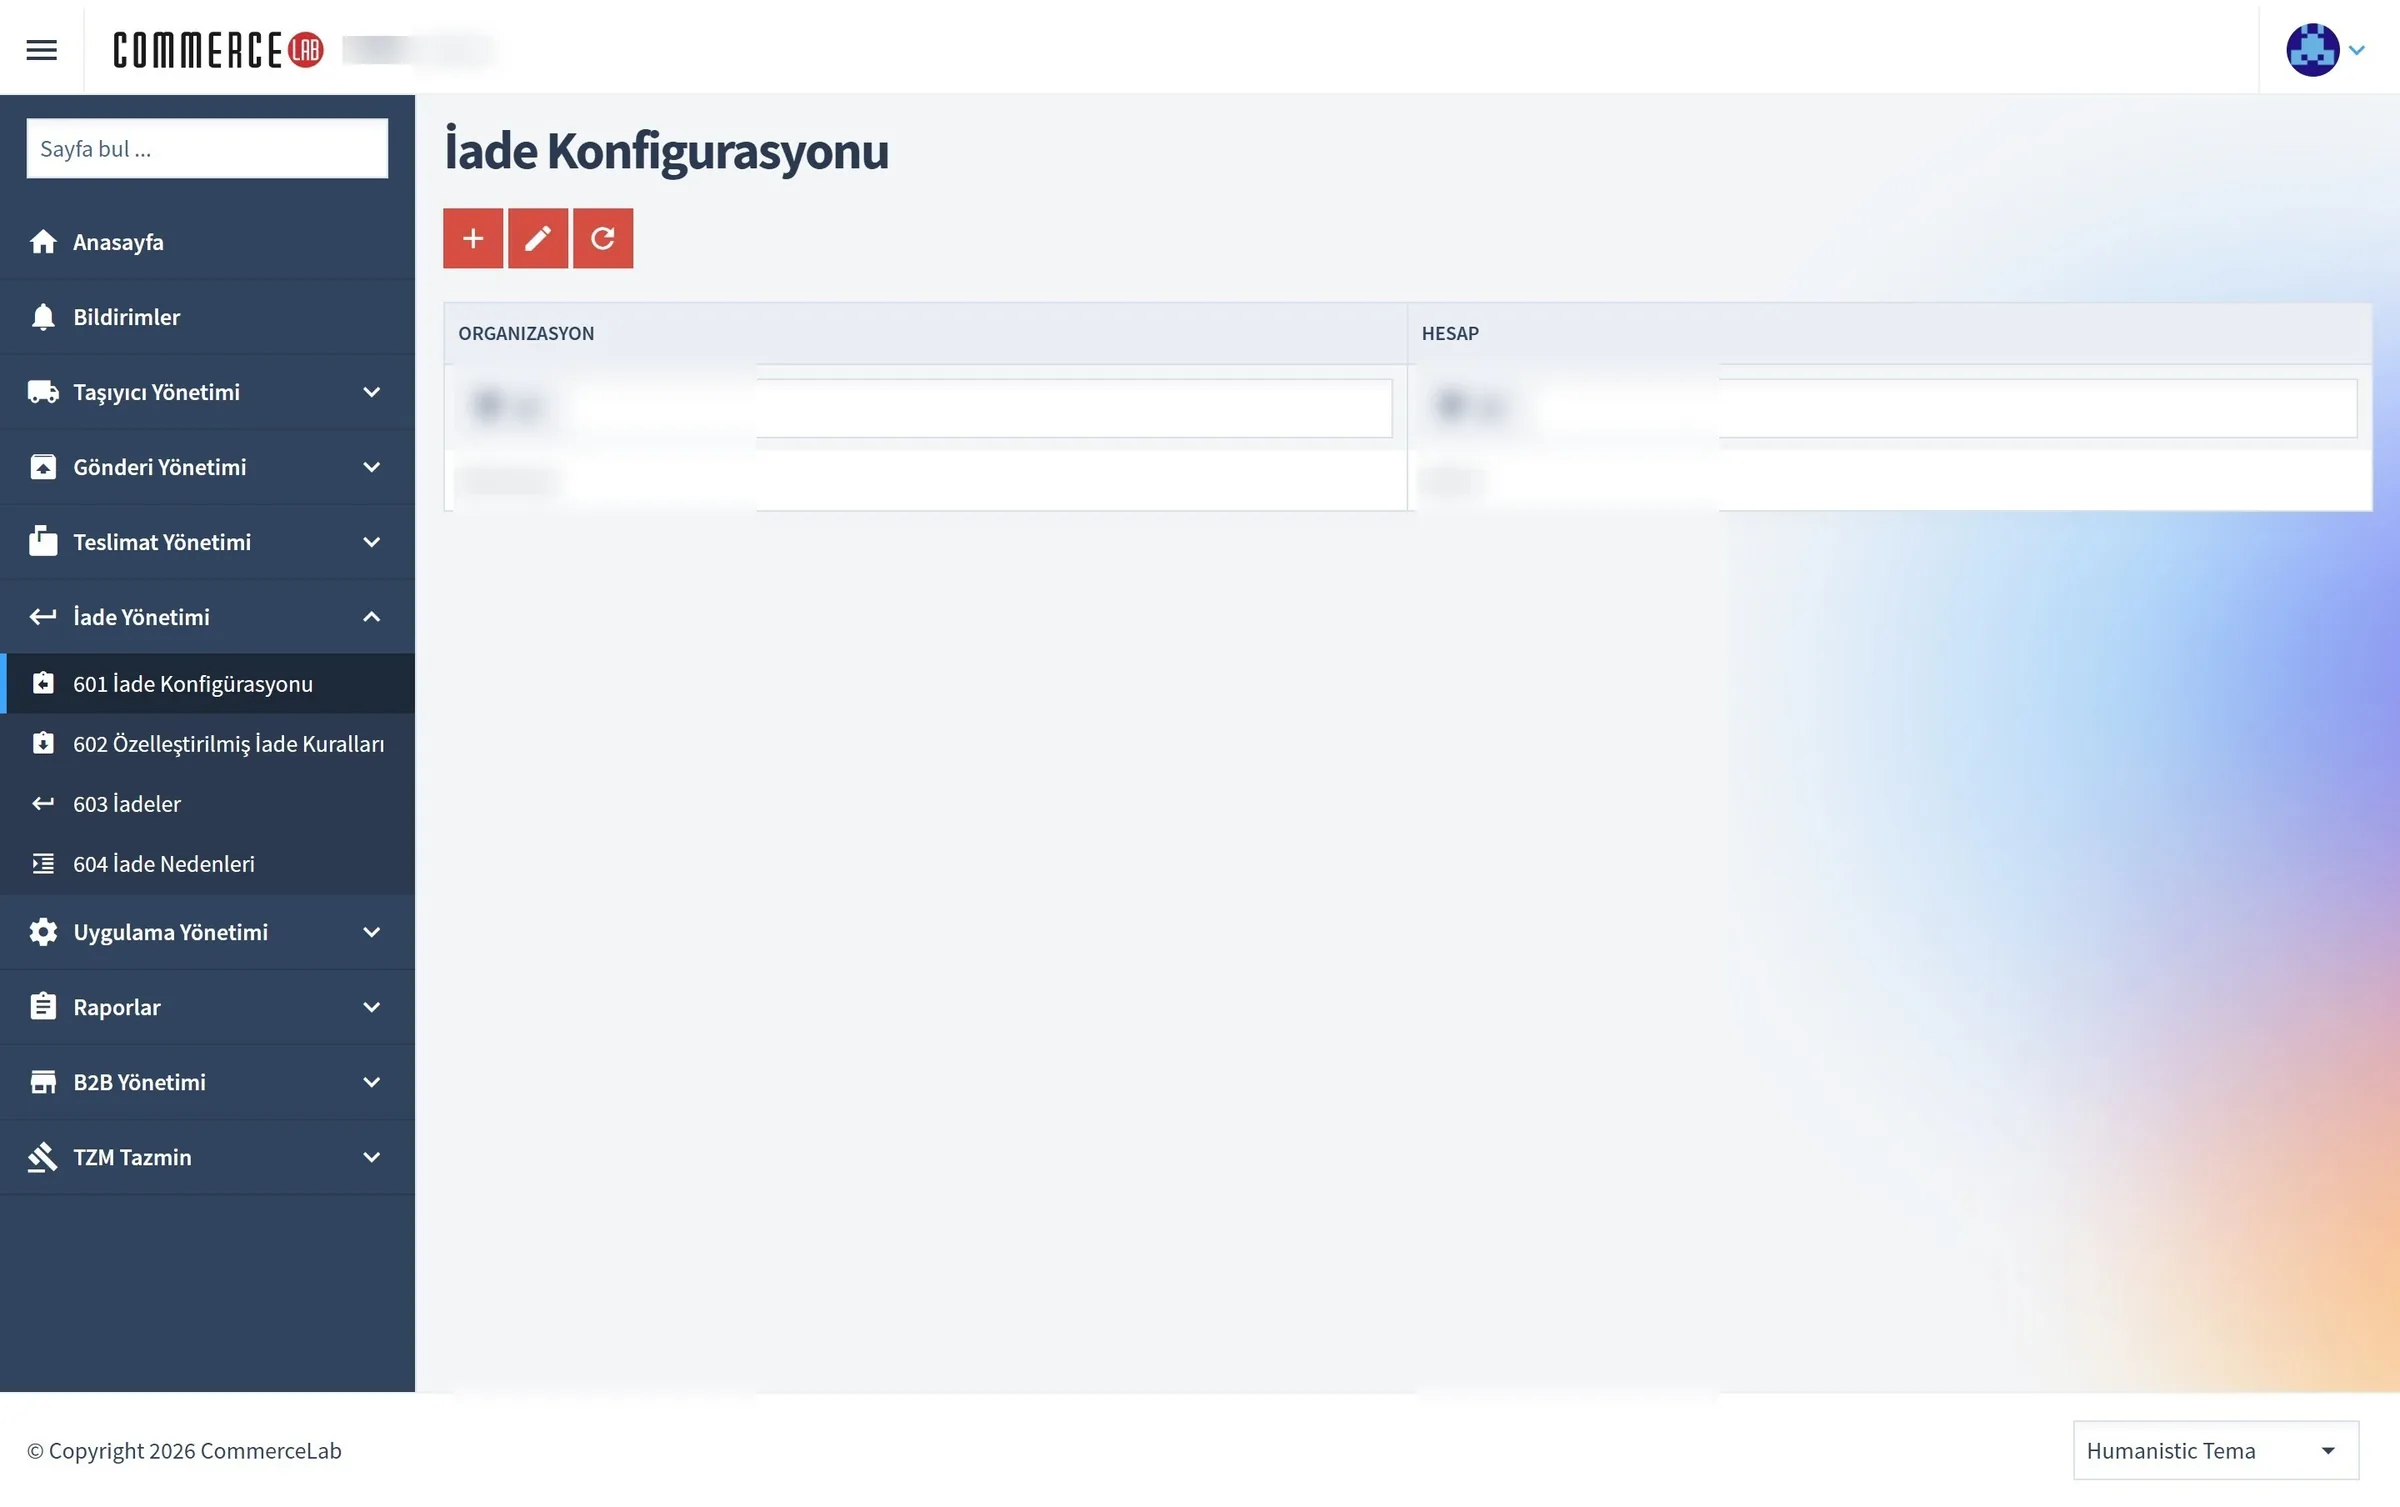 COMMERCE LAB
Sayfa bul ...
Anasayfa
Bildirimler
Taşıyıcı Yönetimi
Gönderi Yönetimi
Teslimat Yönetimi
İade Yönetimi
601 İade Konfigürasyonu
602 Özelleştirilmiş İade Kuralları
603 İadeler
604 İade Nedenleri
Uygulama Yönetimi
Raporlar
B2B Yönetimi
TZM Tazmin
İade Konfigurasyonu
ORGANIZASYON
HESAP
© Copyright 2026 CommerceLab
Humanistic Tema